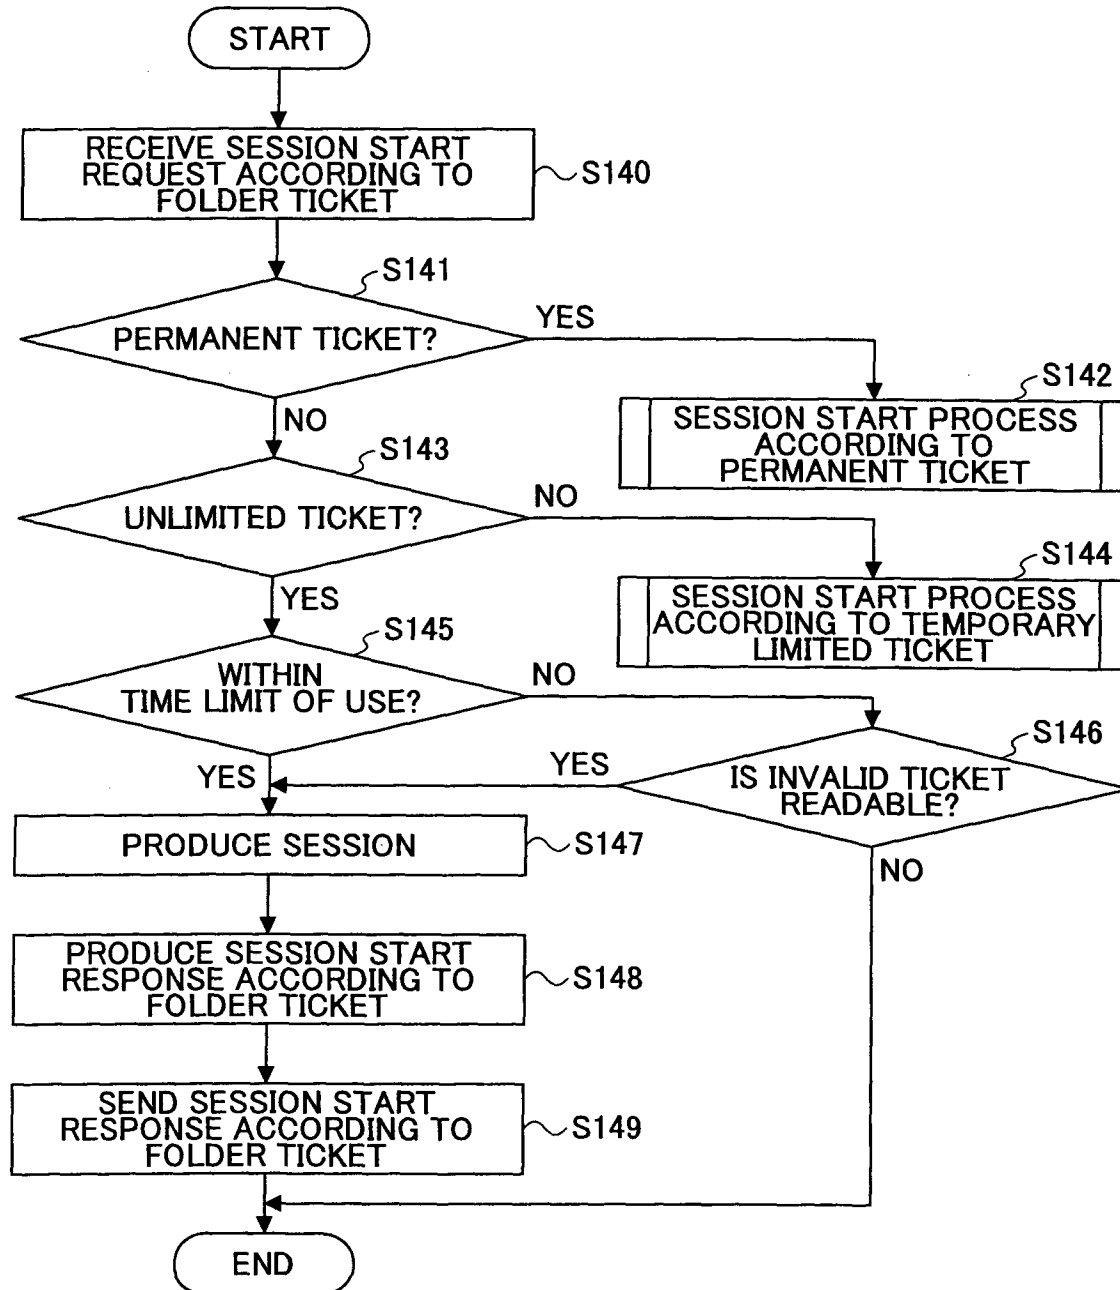 START
RECEIVE SESSION START
REQUEST ACCORDING TO
FOLDER TICKET
S140
S141
PERMANENT TICKET?
YES
NO
S142
SESSION START PROCESS
ACCORDING TO
PERMANENT TICKET
S143
UNLIMITED TICKET?
NO
YES
S144
SESSION START PROCESS
ACCORDING TO TEMPORARY
LIMITED TICKET
S145
WITHIN
TIME LIMIT OF USE?
NO
YES
S146
IS INVALID TICKET
READABLE?
YES
NO
PRODUCE SESSION
S147
PRODUCE SESSION START
RESPONSE ACCORDING TO
FOLDER TICKET
S148
SEND SESSION START
RESPONSE ACCORDING TO
FOLDER TICKET
S149
END